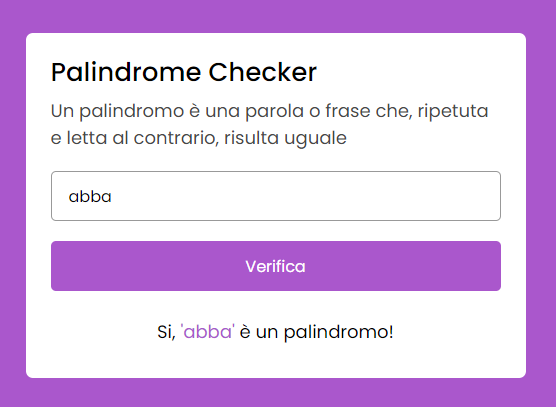 Palindrome Checker
Un palindromo è una parola o frase che, ripetuta
e letta al contrario, risulta uguale
abba
Verifica
Si, 'abba' è un palindromo!